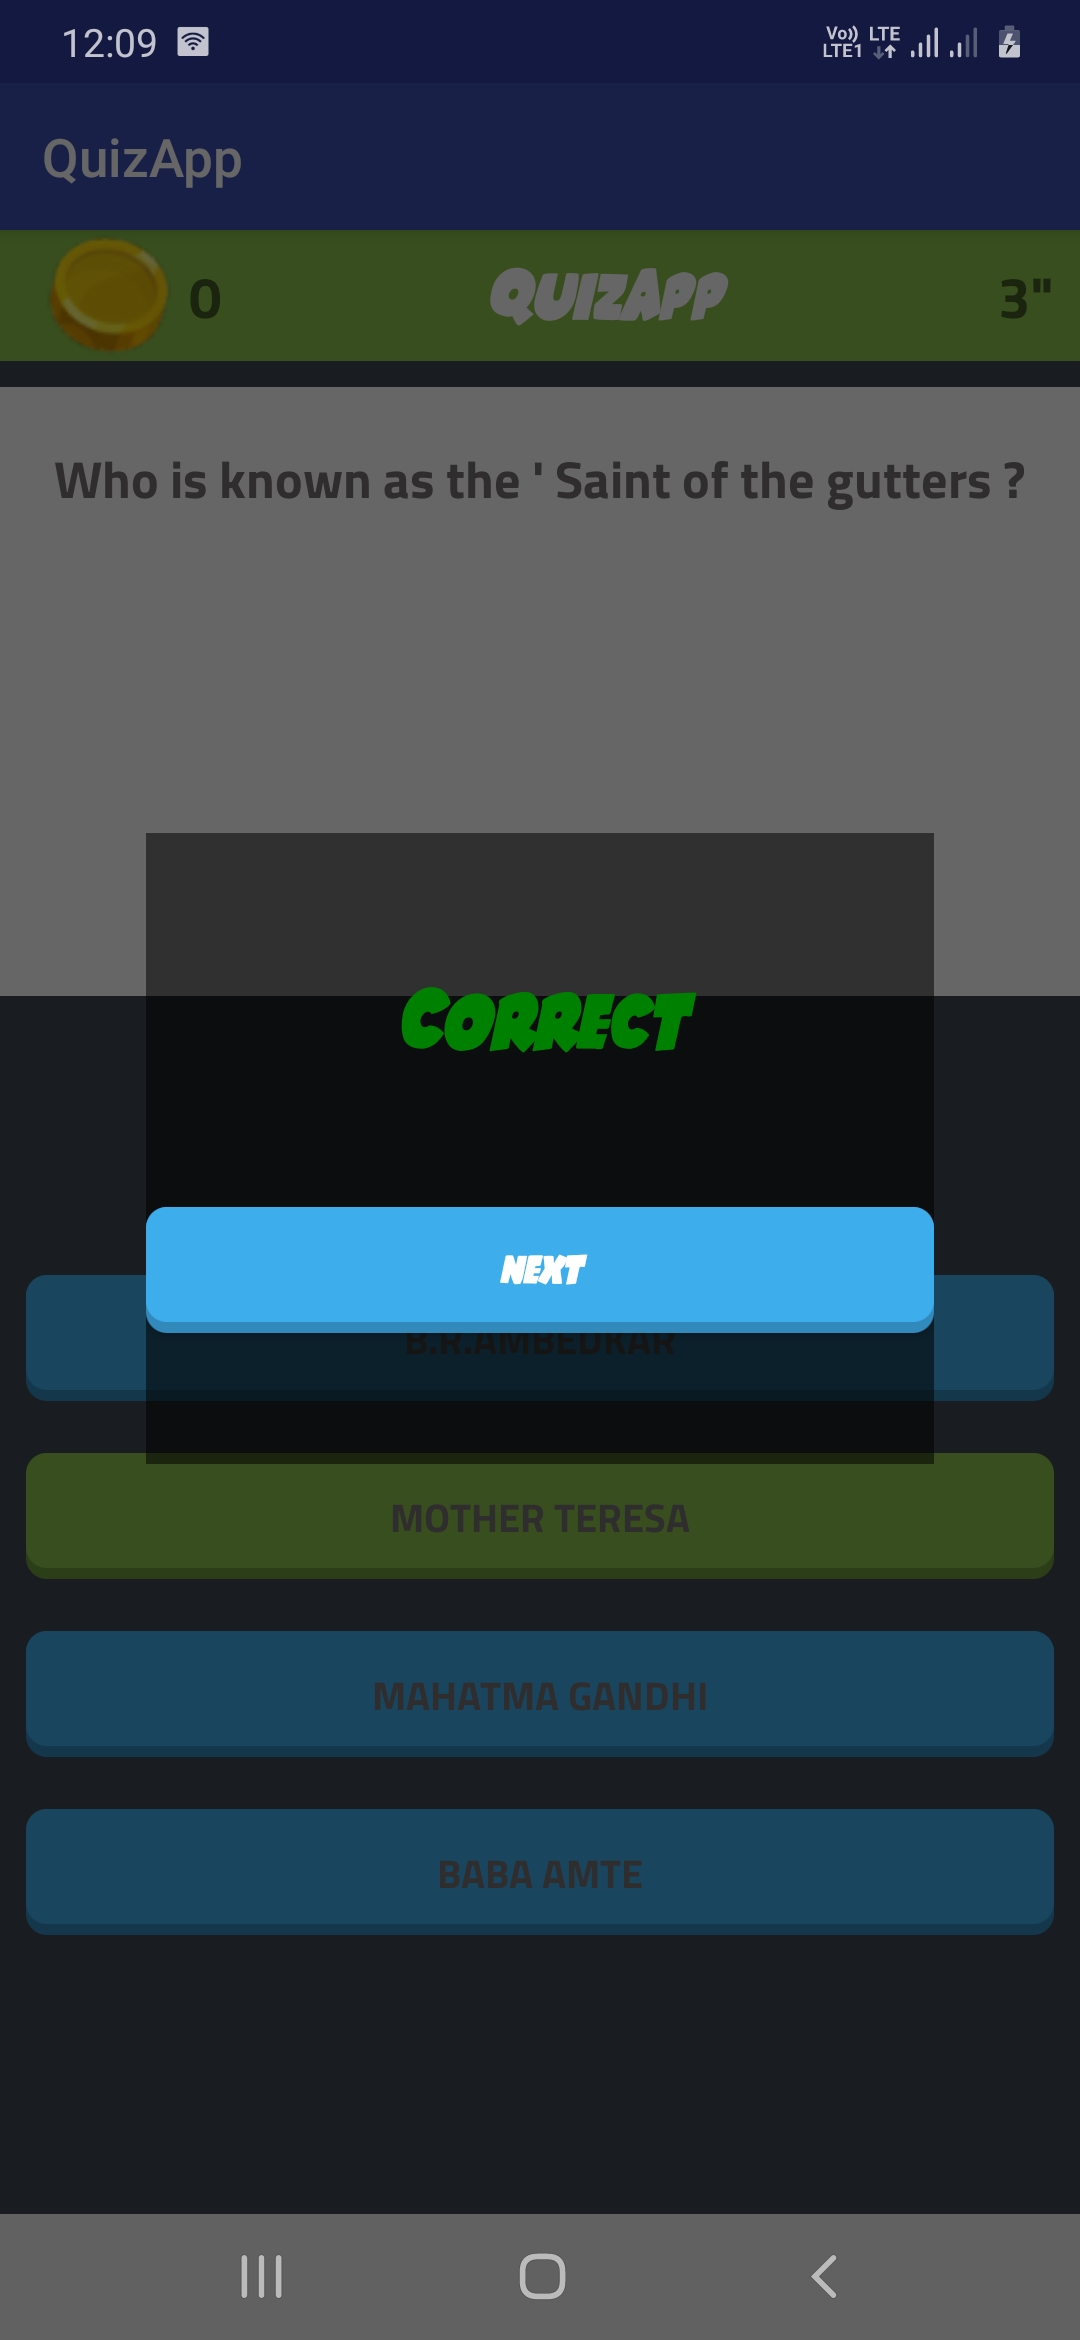 12:09 Vo)) LTE
LTE1
QuizApp
0 QuizApp 3"
Who is known as the ' Saint of the gutters ?
Correct
NEXT
B.R.AMBEDKAR
MOTHER TERESA
MAHATMA GANDHI
BABA AMTE